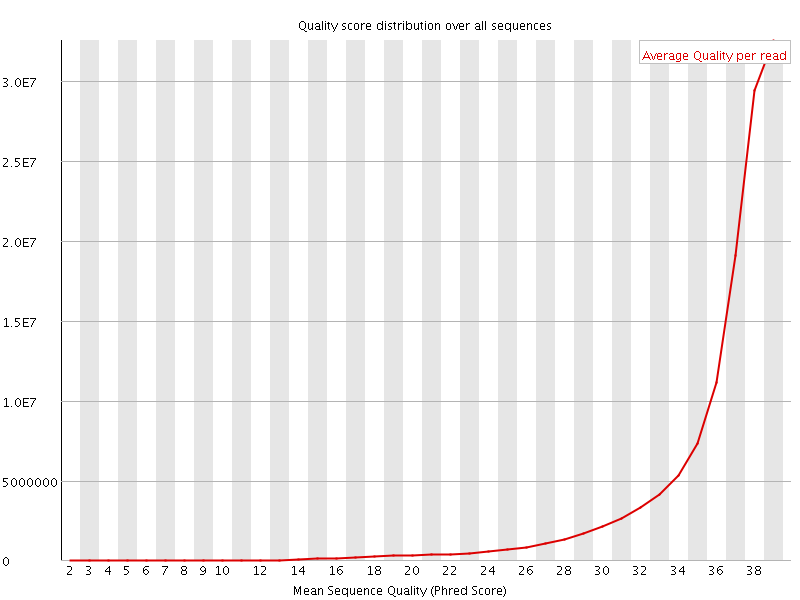 Quality score distribution over all sequences
Average Quality per read
3.0E7
2.5E7
2.0E7
1.5E7
1.0E7
5000000
0
2 3 4 5 6 7 8 9 10 12 14 16 18 20 22 24 26 28 30 32 34 36 38
Mean Sequence Quality (Phred Score)